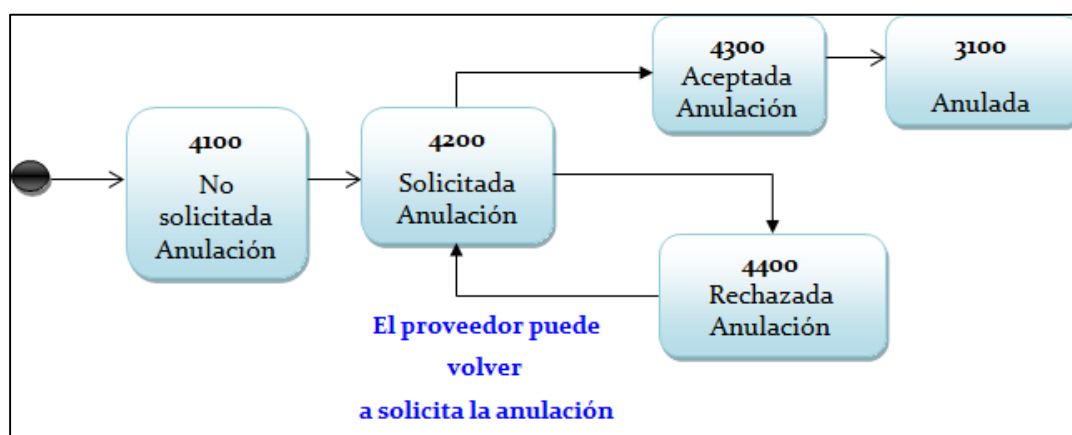 4100
No
solicitada
Anulación
4200
Solicitada
Anulación
4300
Aceptada
Anulación
3100
Anulada
4400
Rechazada
Anulación
El proveedor puede
volver
a solicita la anulación